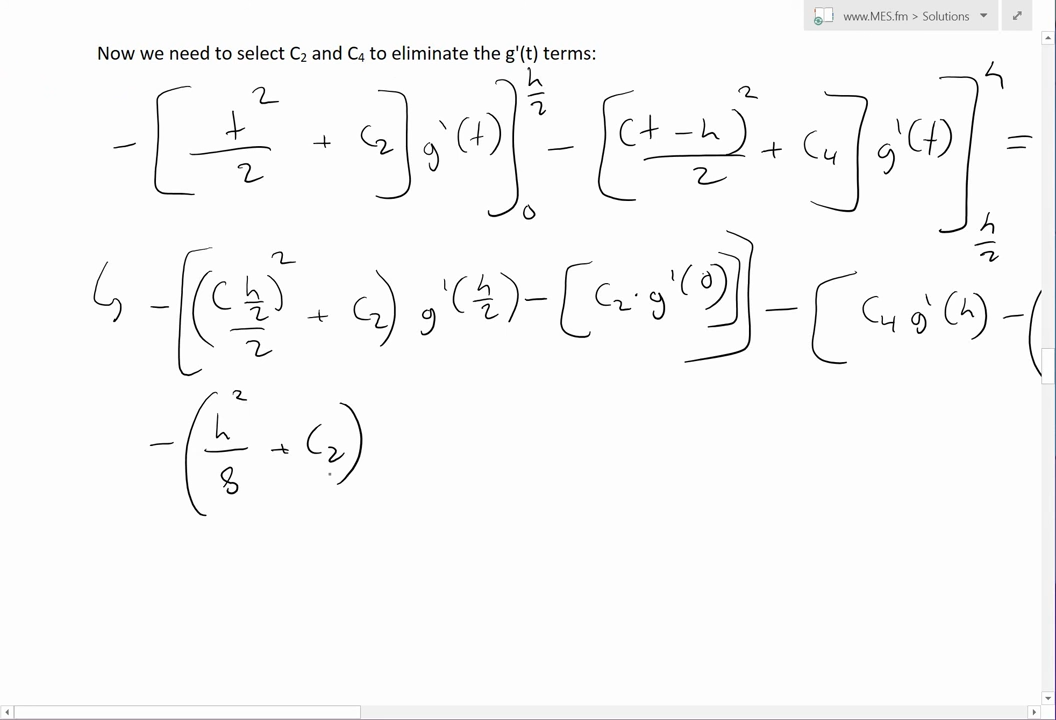 www.MES.fm > Solutions
Now we need to select C₂ and C₄ to eliminate the g'(t) terms:
- [ t²/2 + C₂ ] g'(t) ]₀^(h/2) - [ (t - h)²/2 + C₄ ] g'(t) ]_(h/2)^h =
↳ - [ ( (h/2)²/2 + C₂ ) g'(h/2) - [ C₂ · g'(0) ] ] - [ C₄ g'(h) - (
- ( h²/8 + C₂ )